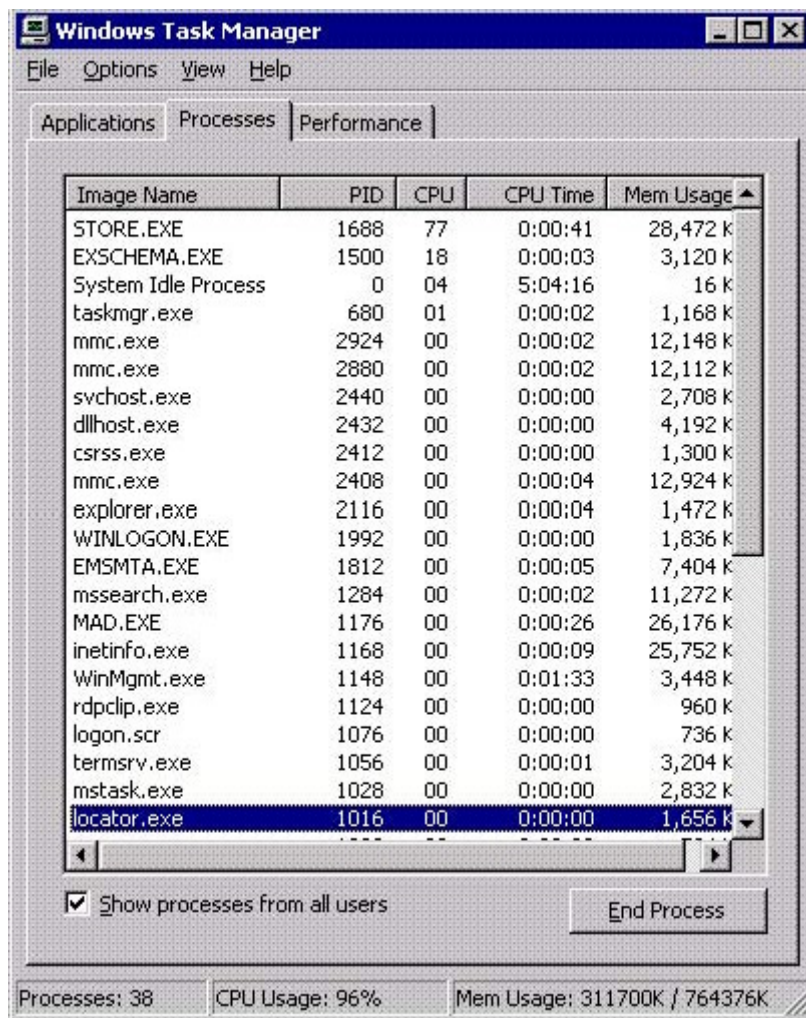 Windows Task Manager
File Options View Help
Applications Processes Performance
Image Name PID CPU CPU Time Mem Usage
STORE.EXE 1688 77 0:00:41 28,472 K
EXSCHEMA.EXE 1500 18 0:00:03 3,120 K
System Idle Process 0 04 5:04:16 16 K
taskmgr.exe 680 01 0:00:02 1,168 K
mmc.exe 2924 00 0:00:02 12,148 K
mmc.exe 2880 00 0:00:02 12,112 K
svchost.exe 2440 00 0:00:00 2,708 K
dllhost.exe 2432 00 0:00:00 4,192 K
csrss.exe 2412 00 0:00:00 1,300 K
mmc.exe 2408 00 0:00:04 12,924 K
explorer.exe 2116 00 0:00:04 1,472 K
WINLOGON.EXE 1992 00 0:00:00 1,836 K
EMSMTA.EXE 1812 00 0:00:05 7,404 K
mssearch.exe 1284 00 0:00:02 11,272 K
MAD.EXE 1176 00 0:00:26 26,176 K
inetinfo.exe 1168 00 0:00:09 25,752 K
WinMgmt.exe 1148 00 0:01:33 3,448 K
rdpclip.exe 1124 00 0:00:00 960 K
logon.scr 1076 00 0:00:00 736 K
termsrv.exe 1056 00 0:00:01 3,204 K
mstask.exe 1028 00 0:00:00 2,832 K
locator.exe 1016 00 0:00:00 1,656 K
Show processes from all users
End Process
Processes: 38 CPU Usage: 96% Mem Usage: 311700K / 764376K